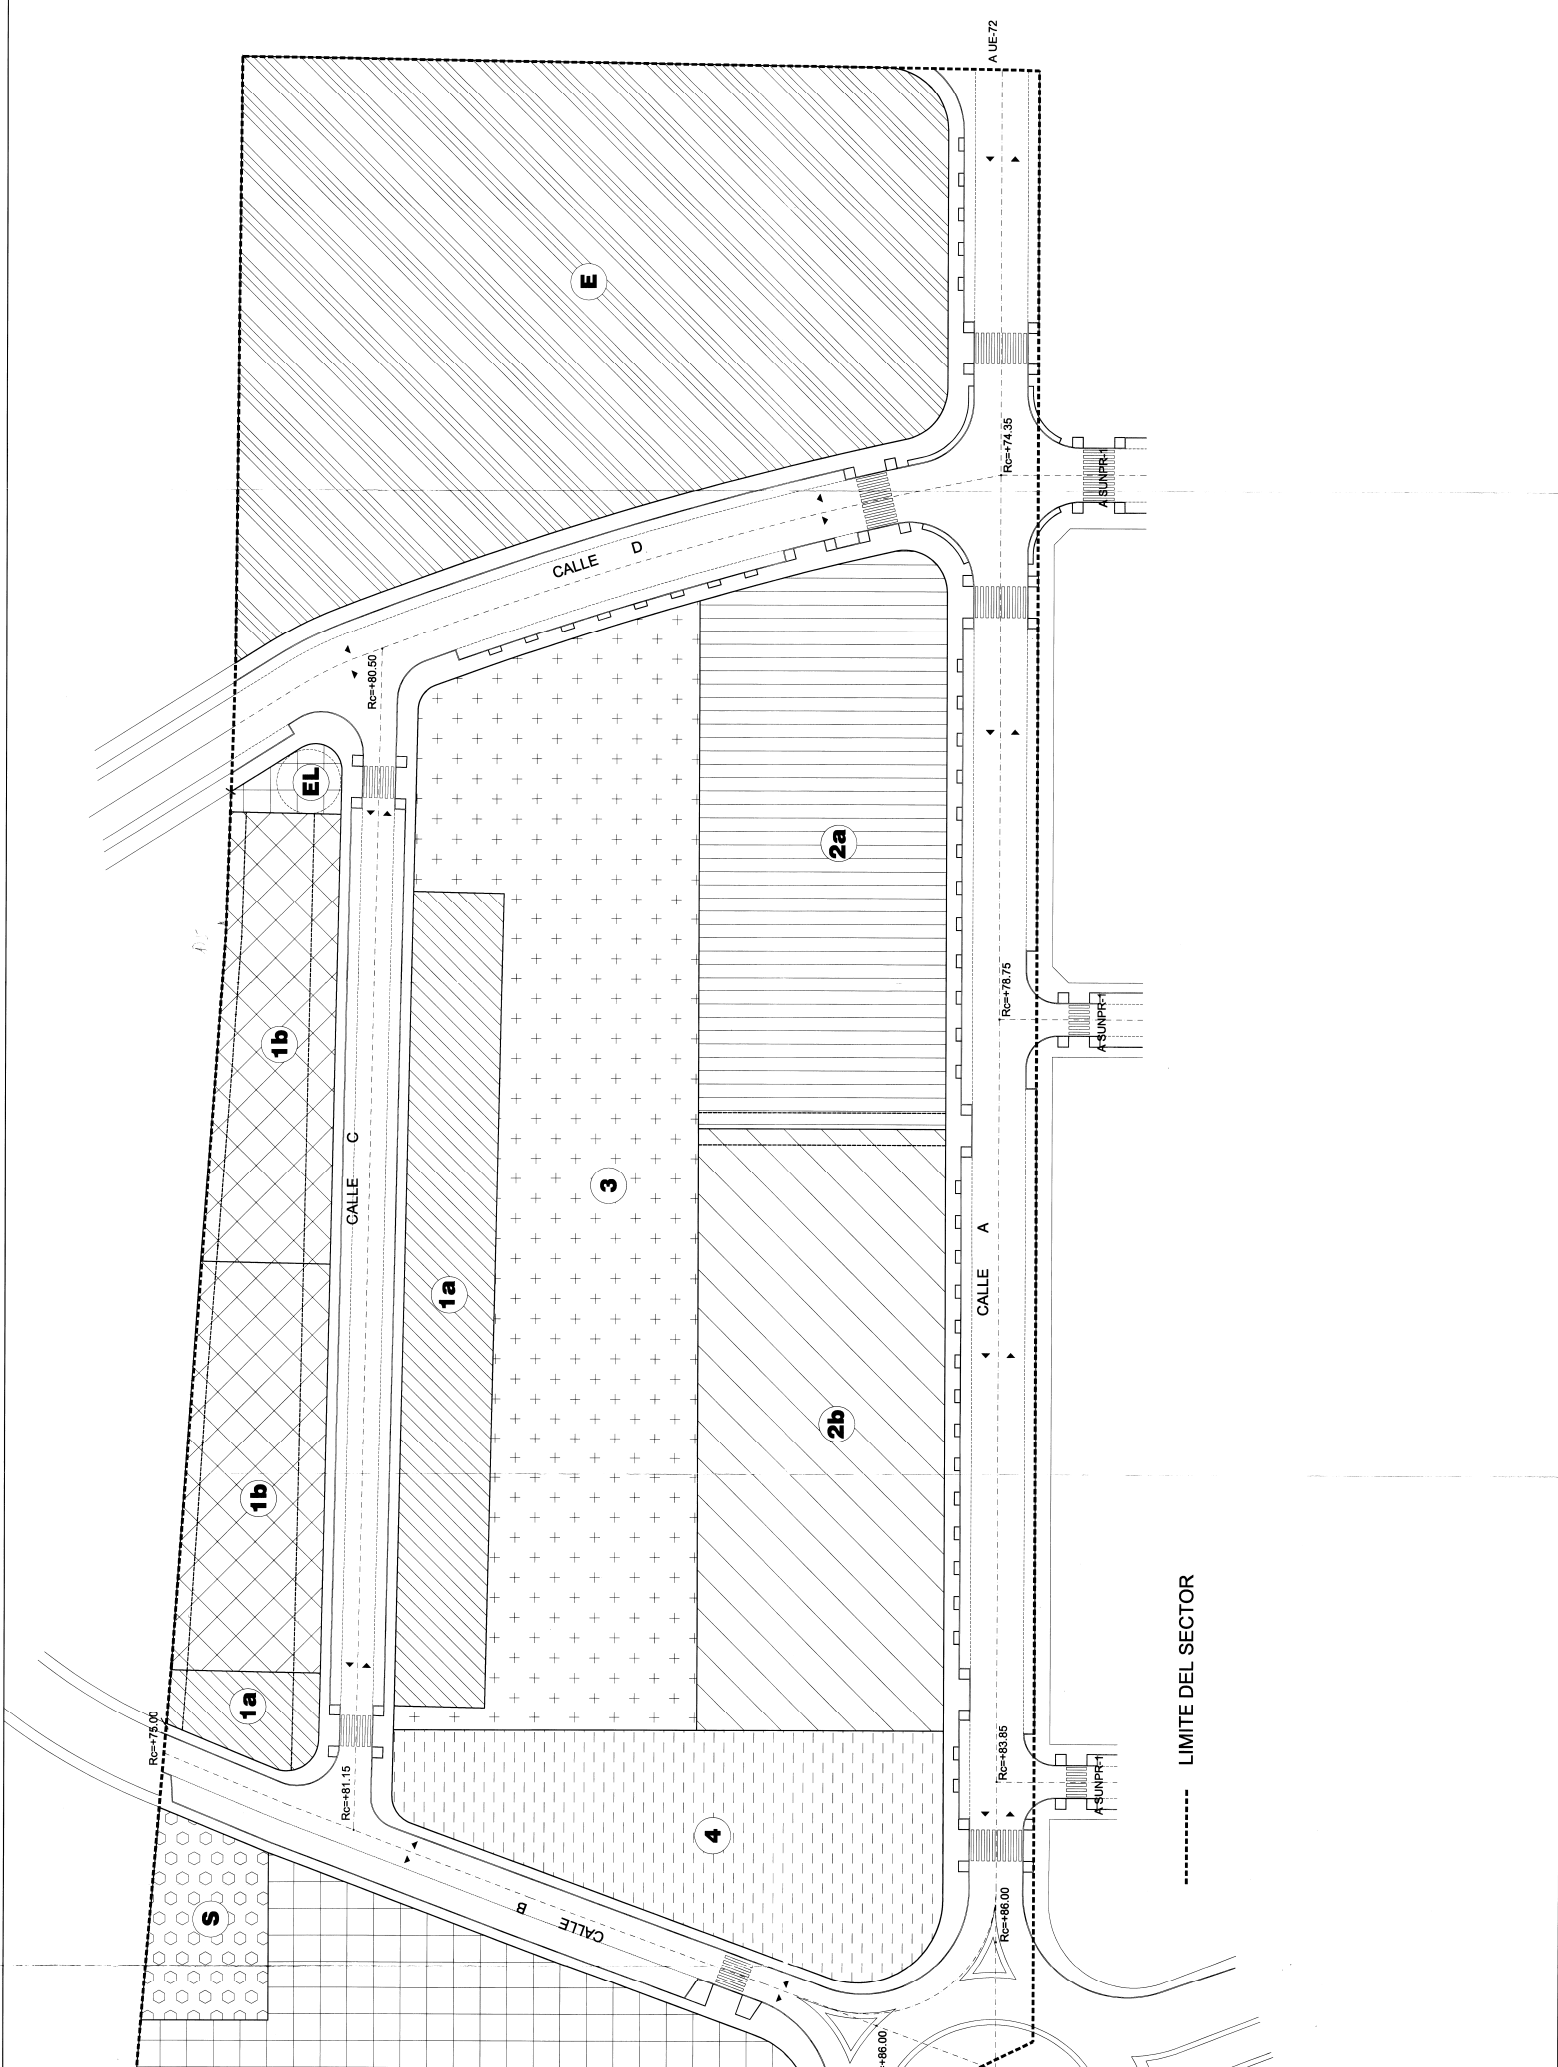 A UE-72
E
Rc=+74.35
A SUNPR-1
CALLE D
Rc=+80.50
EL
2a
1b
Rc=+78.75
A SUNPR-1
CALLE C
3
1a
CALLE A
2b
1b
1a
Rc=+75.00
Rc=+81.15
Rc=+83.85
A SUNPR-1
LIMITE DEL SECTOR
4
S
CALLE B
Rc=+86.00
+86.00